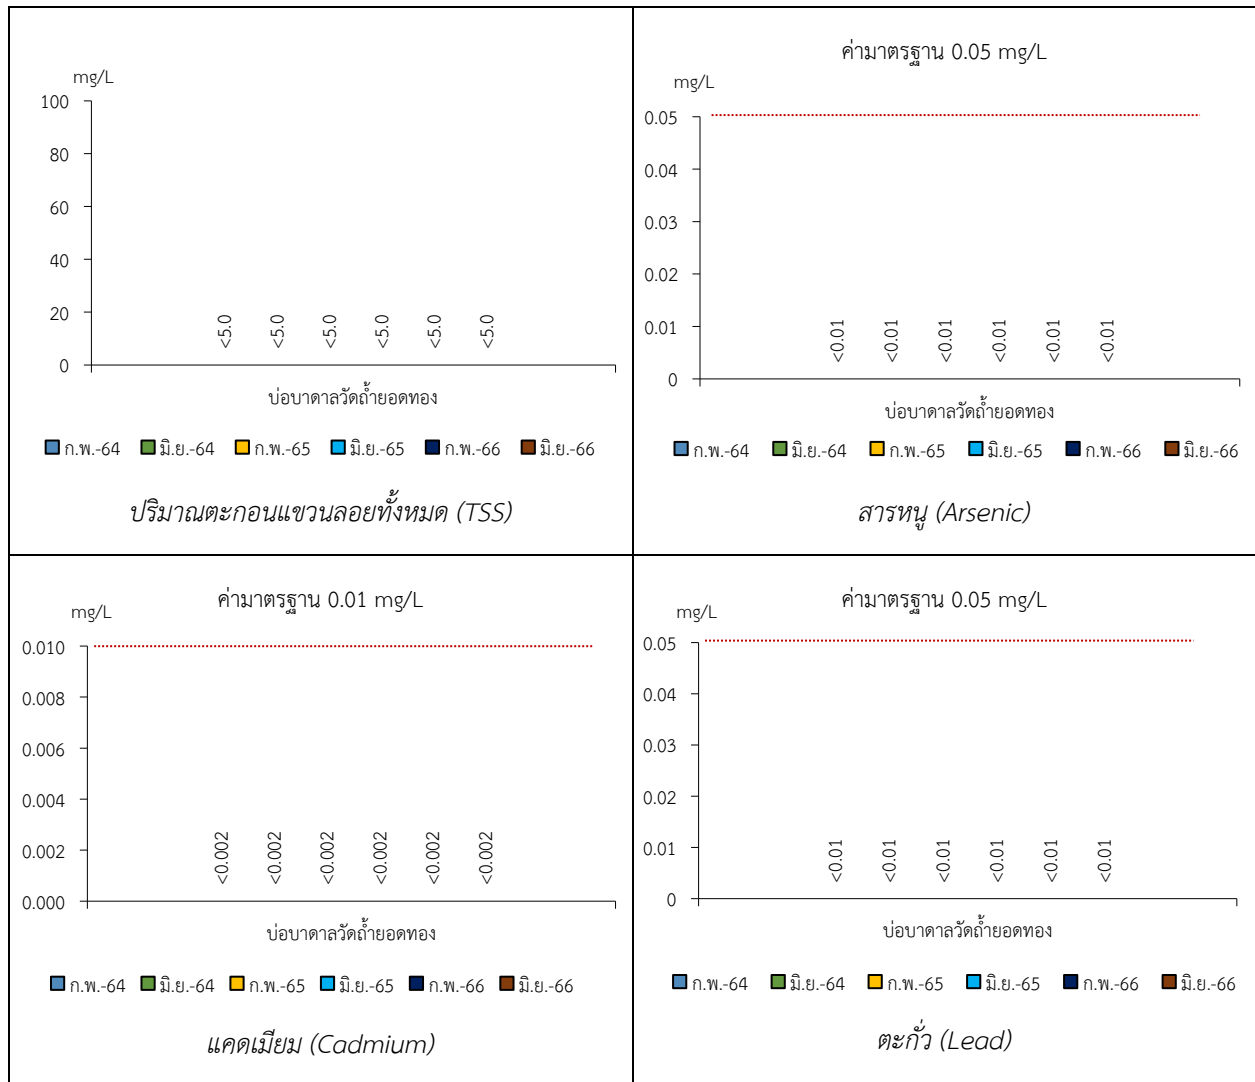 mg/L
100
80
60
40
20
0
<5.0 <5.0 <5.0 <5.0 <5.0 <5.0
บ่อบาดาลวัดถ้ำยอดทอง
ก.พ.-64 มิ.ย.-64 ก.พ.-65 มิ.ย.-65 ก.พ.-66 มิ.ย.-66
ปริมาณตะกอนแขวนลอยทั้งหมด (TSS)
ค่ามาตรฐาน 0.05 mg/L
mg/L
0.05
0.04
0.03
0.02
0.01
0
<0.01 <0.01 <0.01 <0.01 <0.01 <0.01
บ่อบาดาลวัดถ้ำยอดทอง
ก.พ.-64 มิ.ย.-64 ก.พ.-65 มิ.ย.-65 ก.พ.-66 มิ.ย.-66
สารหนู (Arsenic)
ค่ามาตรฐาน 0.01 mg/L
mg/L
0.010
0.008
0.006
0.004
0.002
0.000
<0.002 <0.002 <0.002 <0.002 <0.002 <0.002
บ่อบาดาลวัดถ้ำยอดทอง
ก.พ.-64 มิ.ย.-64 ก.พ.-65 มิ.ย.-65 ก.พ.-66 มิ.ย.-66
แคดเมียม (Cadmium)
ค่ามาตรฐาน 0.05 mg/L
mg/L
0.05
0.04
0.03
0.02
0.01
0
<0.01 <0.01 <0.01 <0.01 <0.01 <0.01
บ่อบาดาลวัดถ้ำยอดทอง
ก.พ.-64 มิ.ย.-64 ก.พ.-65 มิ.ย.-65 ก.พ.-66 มิ.ย.-66
ตะกั่ว (Lead)